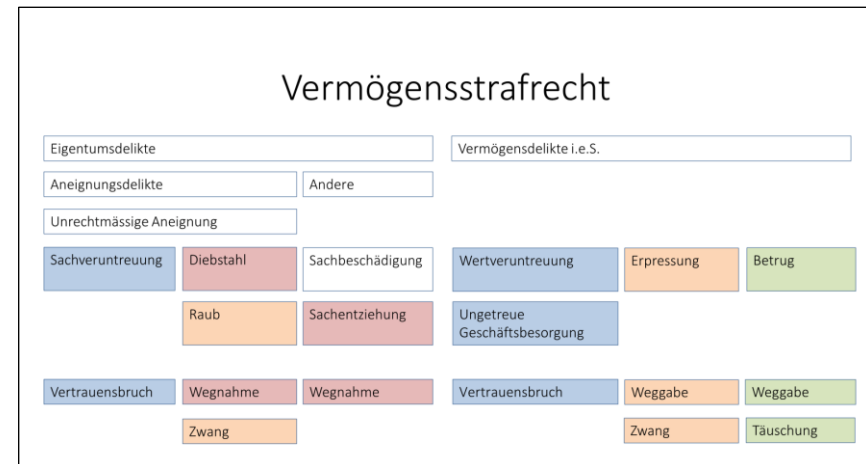 Vermögensstrafrecht
Eigentumsdelikte
Vermögensdelikte i.e.S.
Aneignungsdelikte
Andere
Unrechtmässige Aneignung
Sachveruntreuung
Diebstahl
Sachbeschädigung
Wertveruntreuung
Erpressung
Betrug
Raub
Sachentziehung
Ungetreue
Geschäftsbesorgung
Vertrauensbruch
Wegnahme
Wegnahme
Vertrauensbruch
Weggabe
Weggabe
Zwang
Zwang
Täuschung